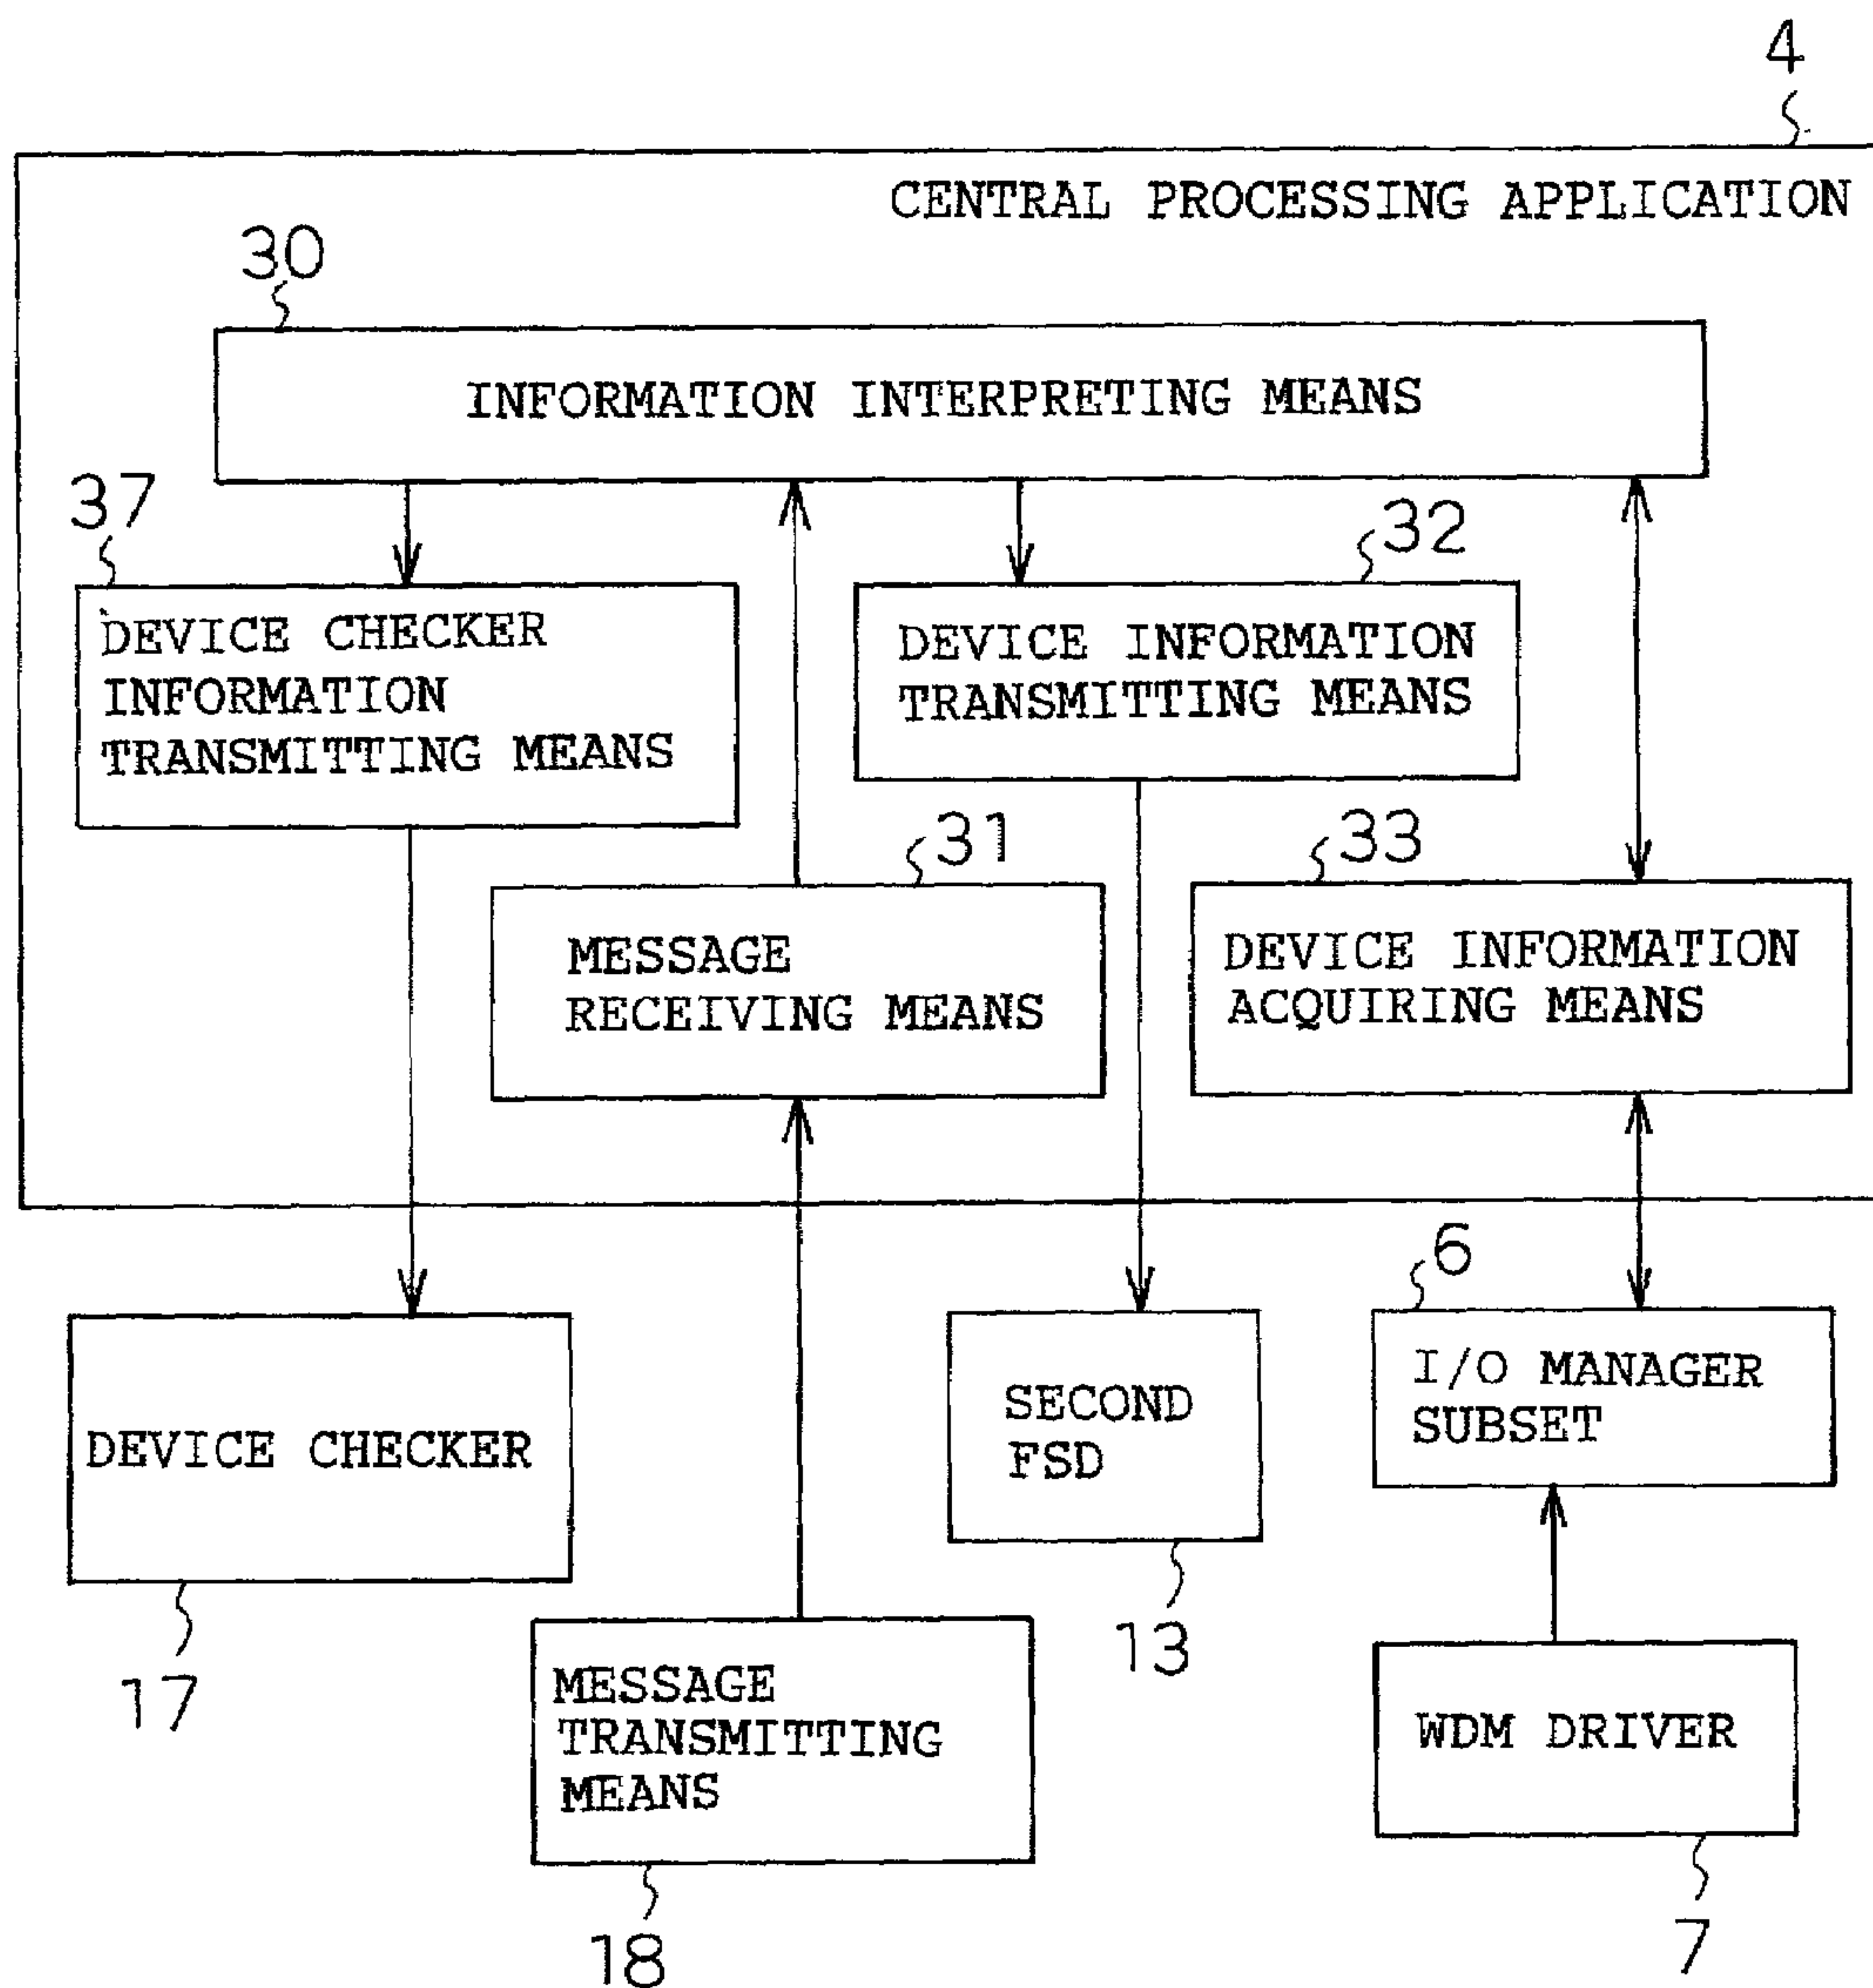 4
CENTRAL PROCESSING APPLICATION
30
INFORMATION INTERPRETING MEANS
37
32
DEVICE CHECKER
INFORMATION
TRANSMITTING MEANS
DEVICE INFORMATION
TRANSMITTING MEANS
31
33
MESSAGE
RECEIVING MEANS
DEVICE INFORMATION
ACQUIRING MEANS
6
DEVICE CHECKER
SECOND
FSD
I/O MANAGER
SUBSET
17
13
MESSAGE
TRANSMITTING
MEANS
WDM DRIVER
18
7